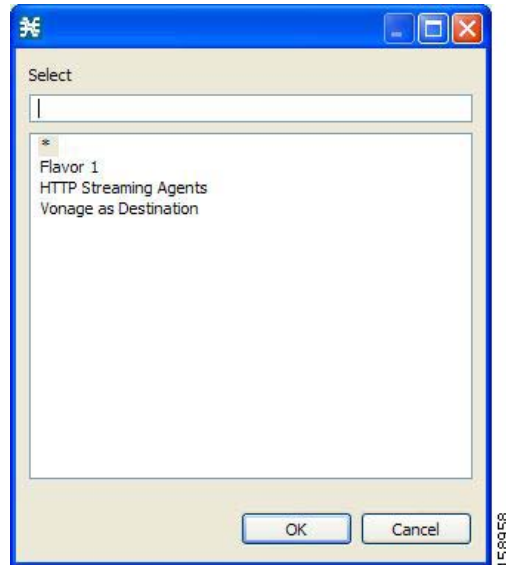 Select
*
Flavor 1
HTTP Streaming Agents
Vonage as Destination
OK
Cancel
158958